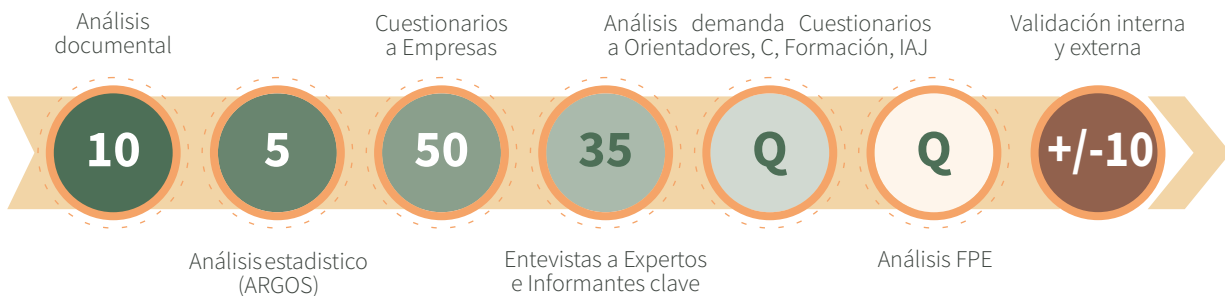 Análisis
documental
Cuestionarios
a Empresas
Análisis demanda Cuestionarios
a Orientadores, C, Formación, IAJ
Validación interna
y externa
10
5
50
35
Q
Q
+/-10
Análisis estadistico
(ARGOS)
Entevistas a Expertos
e Informantes clave
Análisis FPE